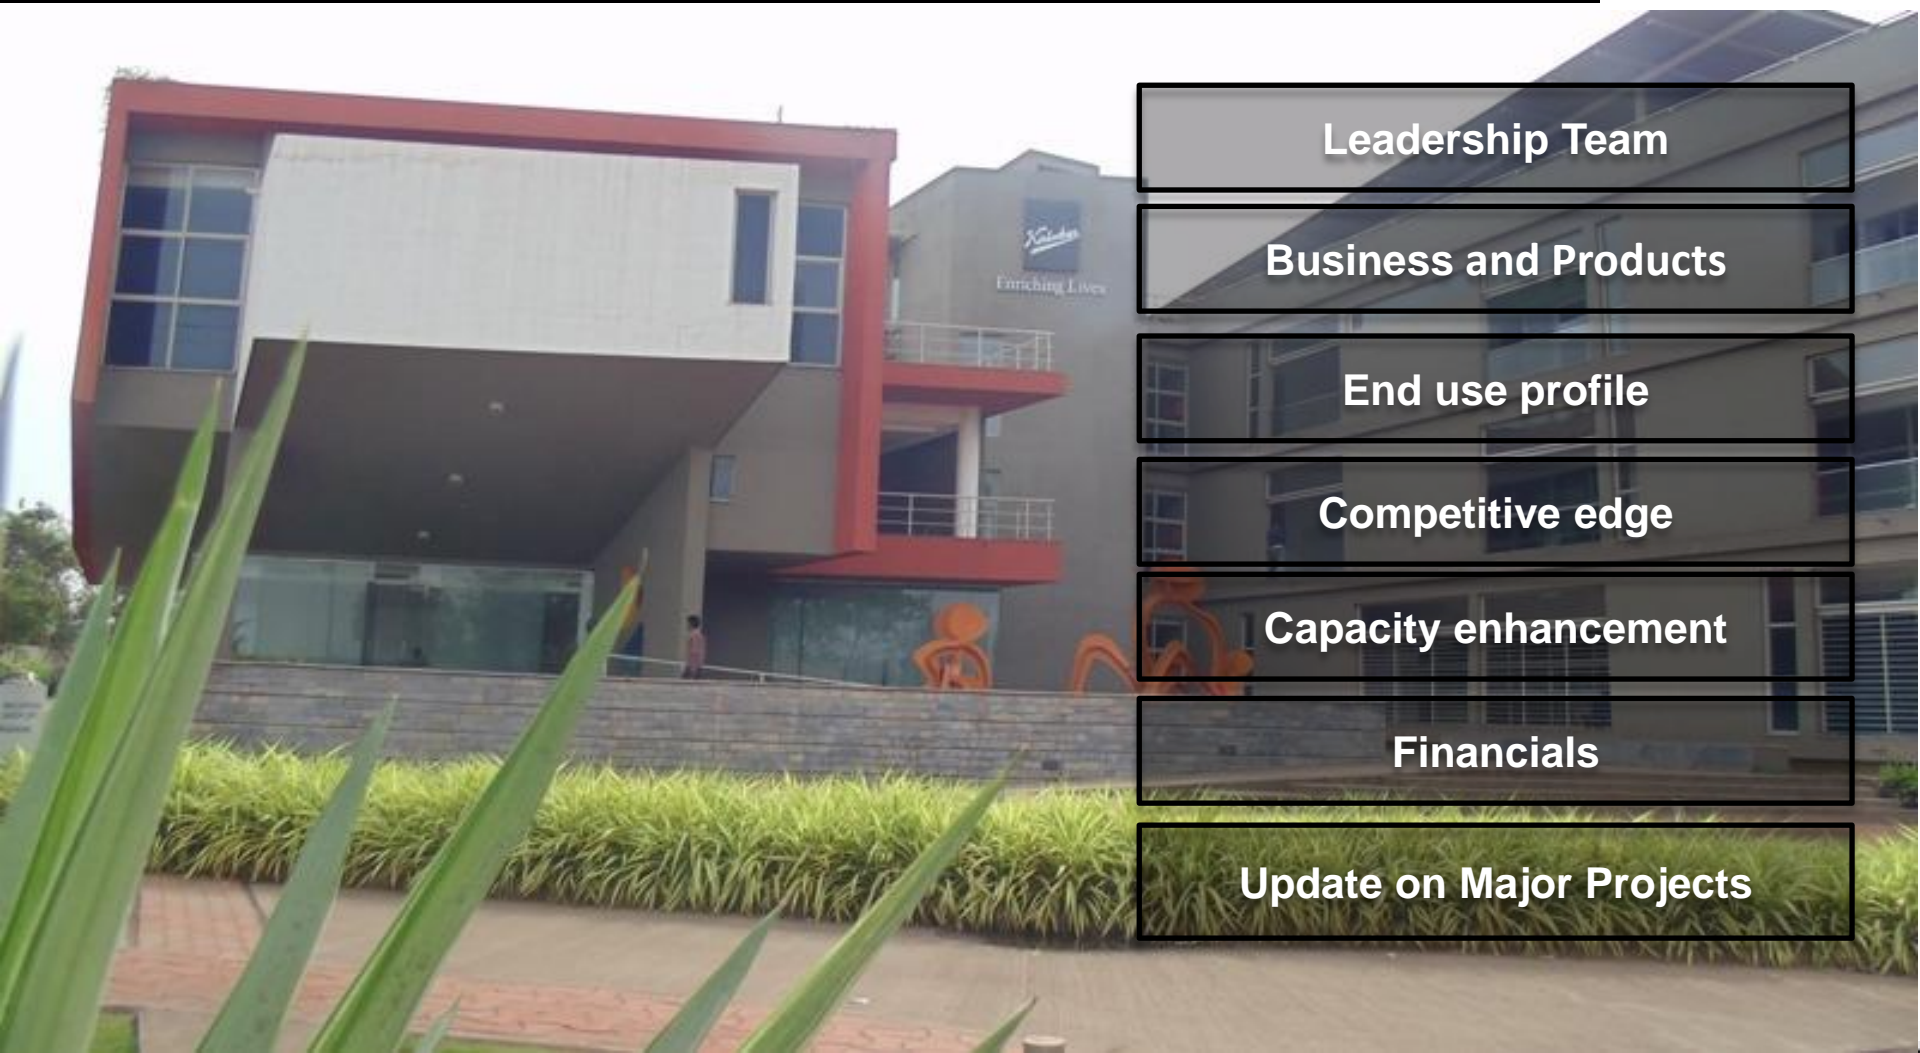 Leadership Team
Kirloskar
Enriching Lives
Business and Products
End use profile
Competitive edge
Capacity enhancement
Financials
Update on Major Projects